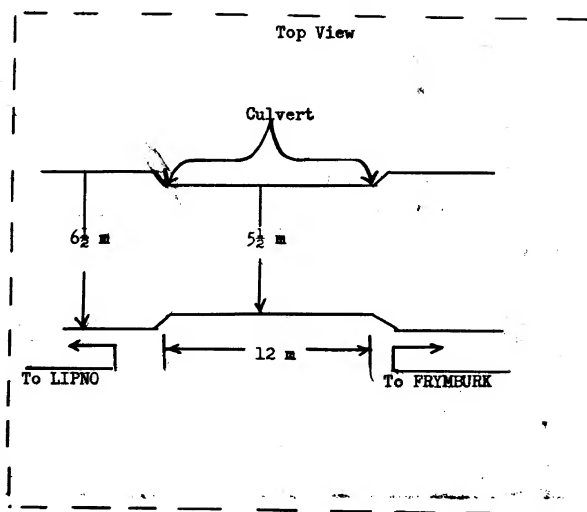 Top View
Culvert
6½ m
5½ m
12 m
To LIPNO
To FRYMBURK